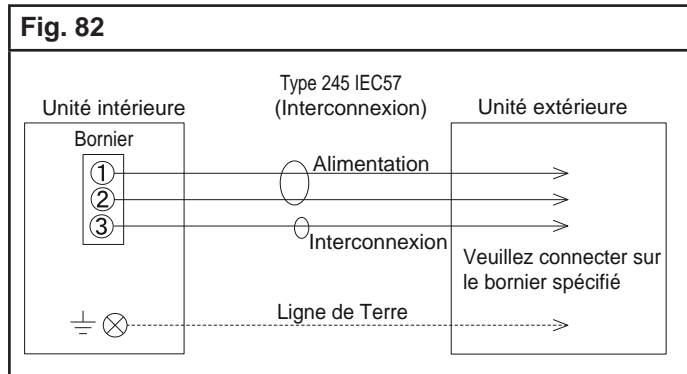 Fig. 82
Type 245 IEC57
(Interconnexion)
Unité intérieure
Unité extérieure
Bornier
1
Alimentation
2
3
Interconnexion
Veuillez connecter sur
le bornier spécifié
Ligne de Terre